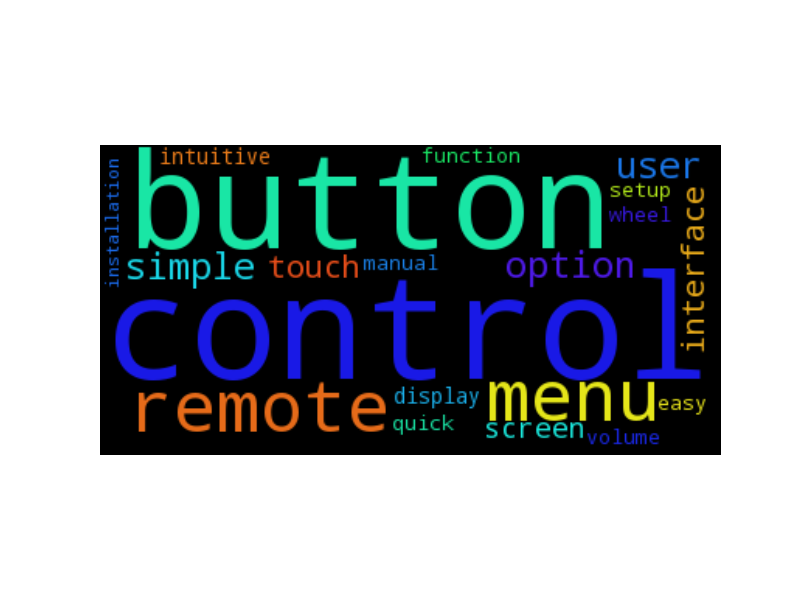 intuitive
function
user
button
setup
wheel
installation
interface
simple
touch
manual
option
control
remote
display
menu
easy
quick
screen
volume